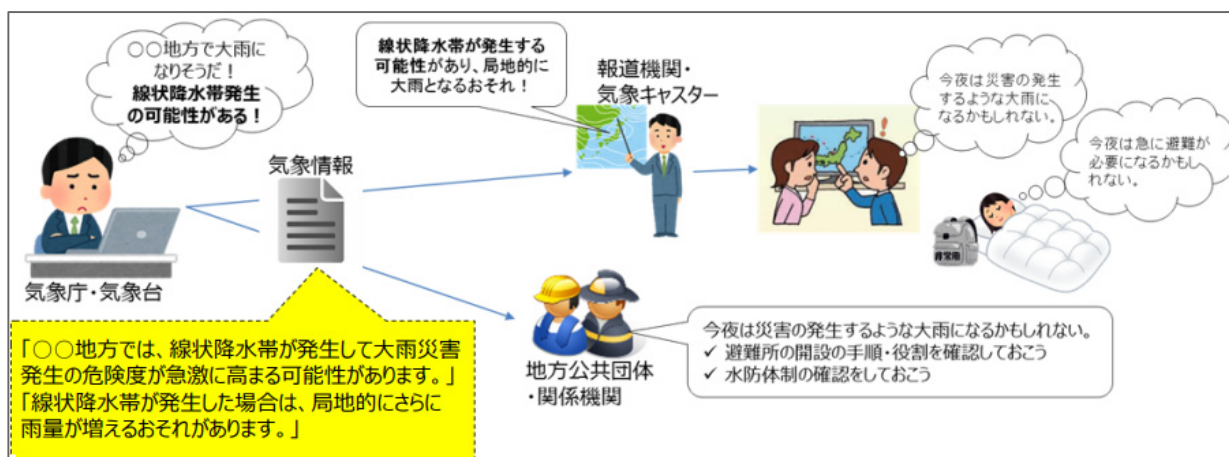 ○○地方で大雨に
なりそうだ！
線状降水帯発生
の可能性がある！
気象庁・気象台
気象情報
「○○地方では、線状降水帯が発生して大雨災害
発生の危険度が急激に高まる可能性があります。」
「線状降水帯が発生した場合は、局地的にさらに
雨量が増えるおそれがあります。」
線状降水帯が発生する
可能性があり、局地的に
大雨となるおそれ！
報道機関・
気象キャスター
今夜は災害の発生
するような大雨に
なるかもしれない。
今夜は急に避難が
必要になるかもし
れない。
非常用
地方公共団体
・関係機関
今夜は災害の発生するような大雨になるかもしれない。
✓ 避難所の開設の手順・役割を確認しておこう
✓ 水防体制の確認をしておこう